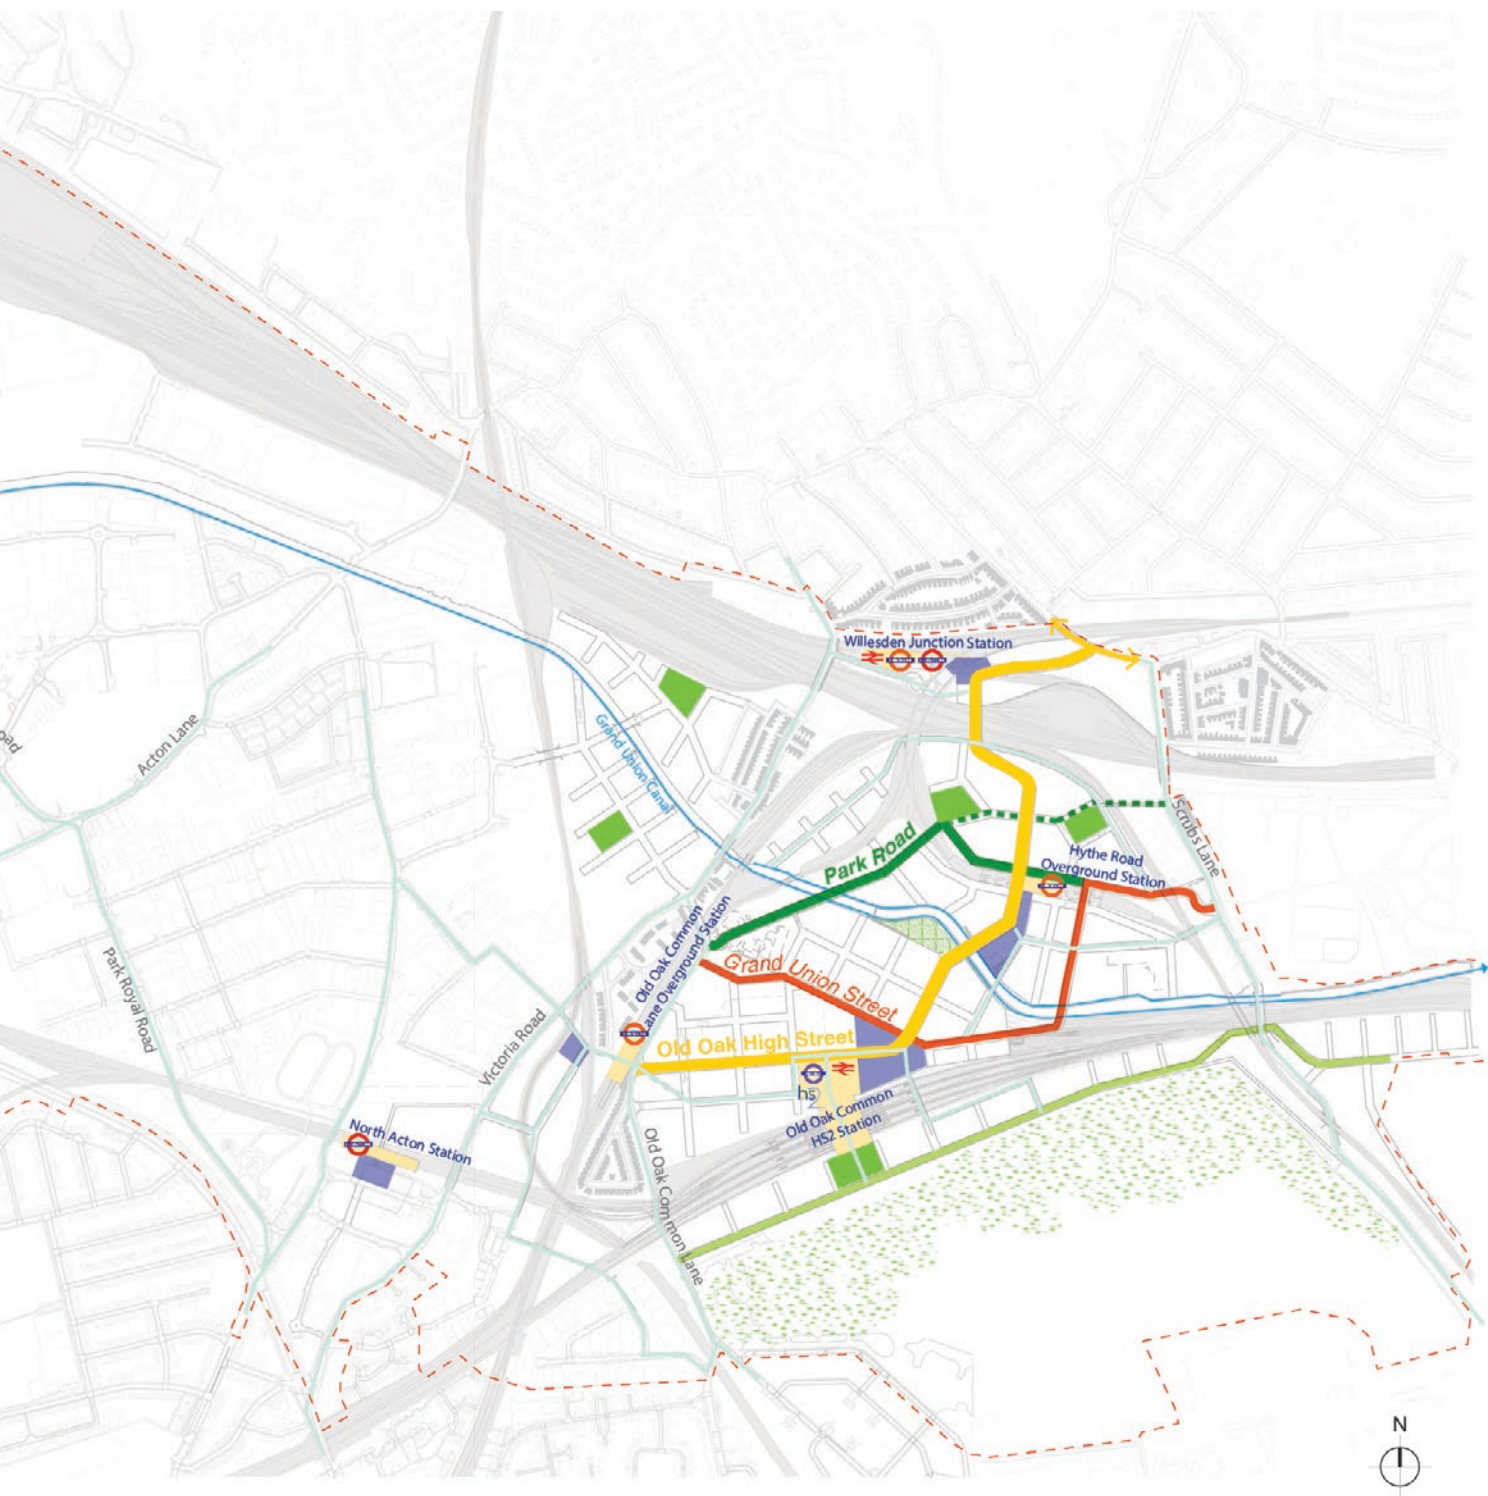 Willesden Junction Station
Acton Lane
Grand Union Canal
Scrubs Lane
Park Road
Hythe Road
Overground Station
Old Oak Common
Lane Overground Station
Grand Union Street
Park Royal Road
Victoria Road
Old Oak High Street
hs2
Old Oak Common
HS2 Station
North Acton Station
Old Oak Common Lane
N